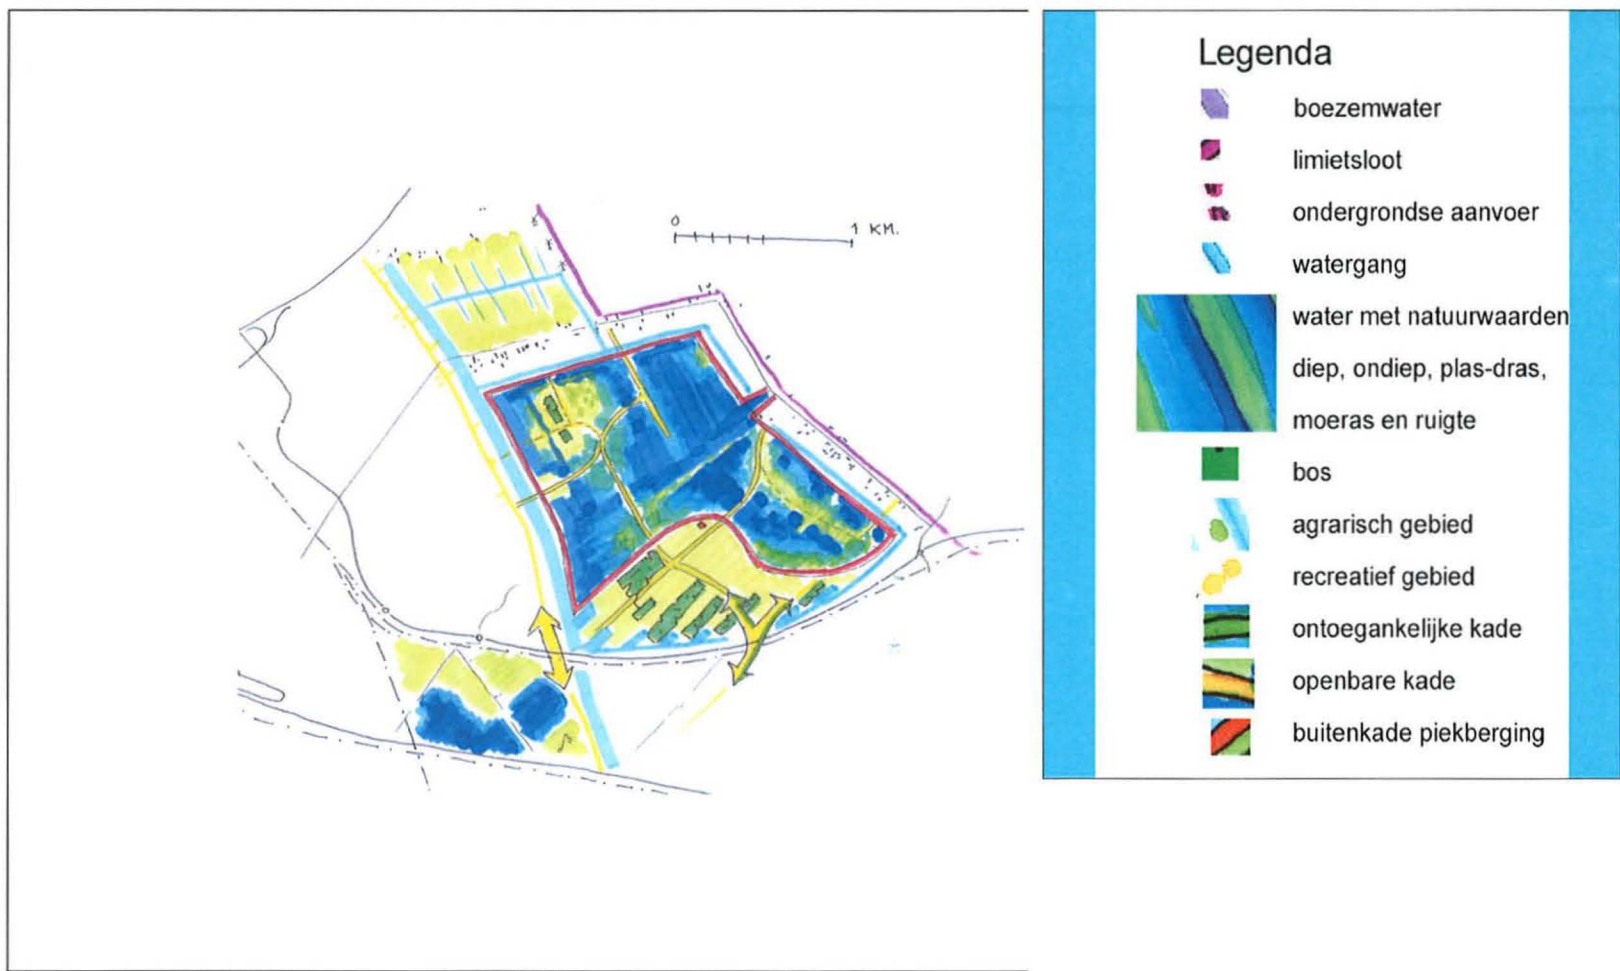 0 1 KM.
Legenda
boezemwater
limietsloot
ondergrondse aanvoer
watergang
water met natuurwaarden
diep, ondiep, plas-dras,
moeras en ruigte
bos
agrarisch gebied
recreatief gebied
ontoegankelijke kade
openbare kade
buitenkade piekberging